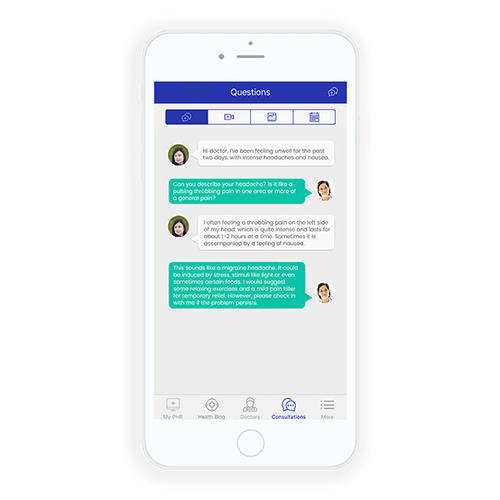 Questions
Hi doctor, I've been feeling unwell for the past
two days, with intense headaches and nausea.
Can you describe your headache? Is it like a
pulsing throbbing pain in one area or more of
a general pain?
I often feeling a throbbing pain on the left side
of my head, which is quite intense and lasts for
about 1-2 hours at a time. Sometimes it is
accompanied by a feeling of nausea.
This sounds like a migraine headache. It could
be induced by stress, stimuli like light or even
sometimes certain foods. I would suggest
some relaxing exercises and a mild pain killer
for temporary relief. However, please check in
with me if the problem persists.
My PHR Health Blog Doctors Consultations More